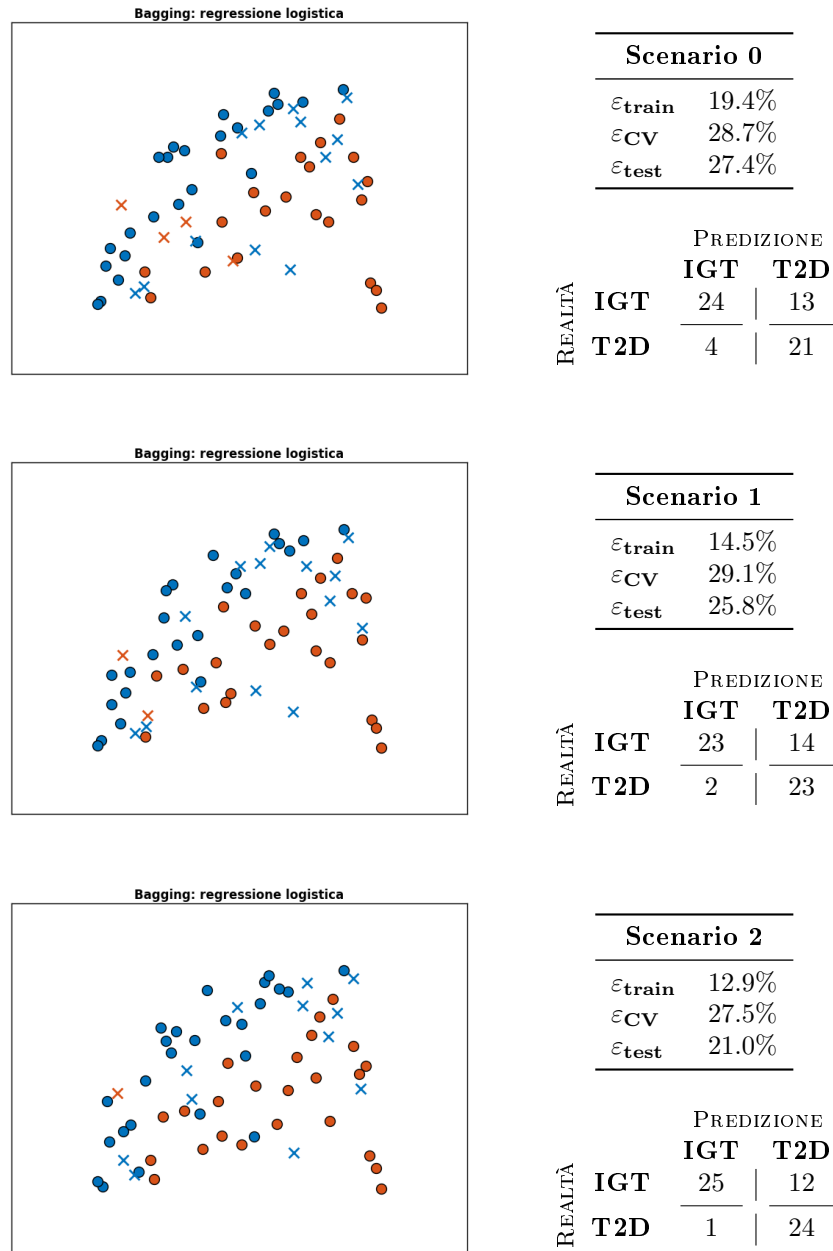 Bagging: regressione logistica
Scenario 0
εtrain 19.4%
εCV 28.7%
εtest 27.4%
Predizione
IGT T2D
Realtà
IGT 24 13
T2D 4 21
Bagging: regressione logistica
Scenario 1
εtrain 14.5%
εCV 29.1%
εtest 25.8%
Predizione
IGT T2D
Realtà
IGT 23 14
T2D 2 23
Bagging: regressione logistica
Scenario 2
εtrain 12.9%
εCV 27.5%
εtest 21.0%
Predizione
IGT T2D
Realtà
IGT 25 12
T2D 1 24